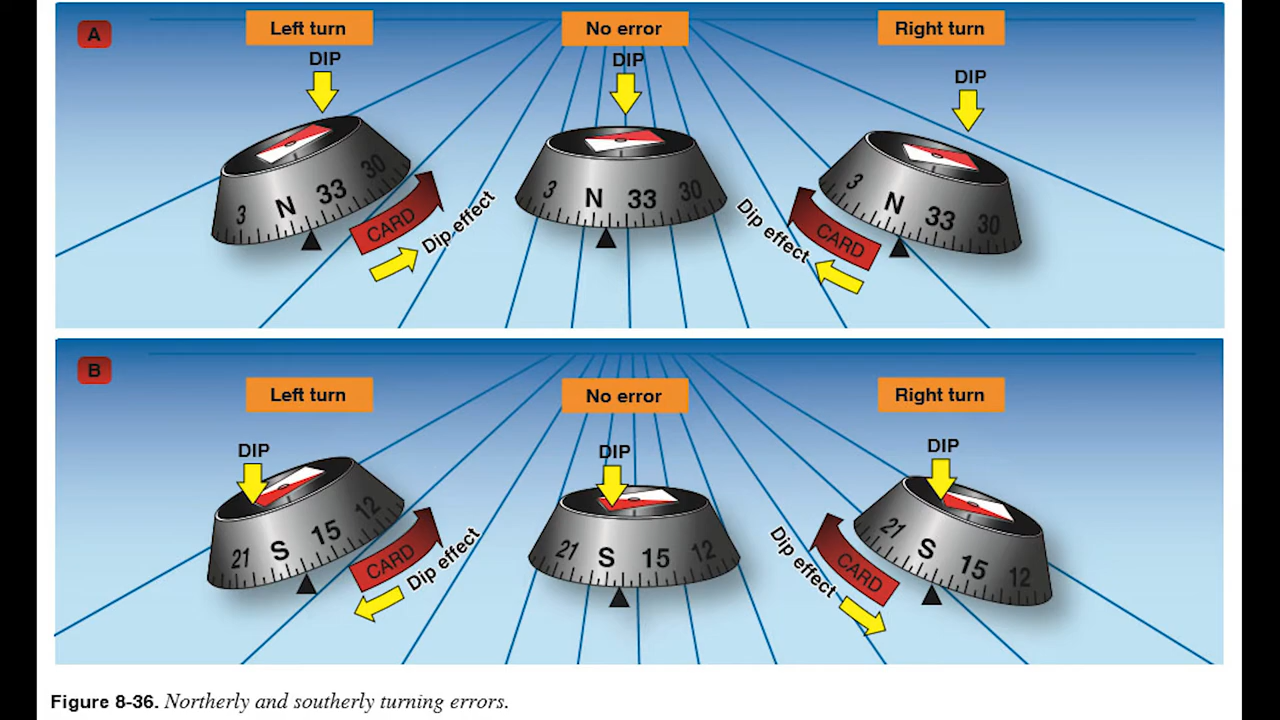 A
Left turn
No error
Right turn
DIP
DIP
DIP
3 N 33 30
CARD
Dip effect
3 N 33 30
3 N 33 30
CARD
Dip effect
B
Left turn
No error
Right turn
DIP
DIP
DIP
21 S 15 12
CARD
Dip effect
21 S 15 12
21 S 15 12
CARD
Dip effect
Figure 8-36. Northerly and southerly turning errors.